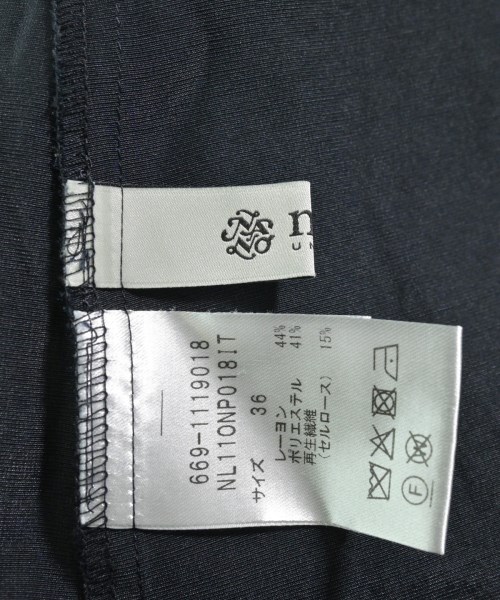 n
UN
669-1119018
NL110NP018IT
サイズ 36
レーヨン 44%
ポリエステル 41%
再生繊維 15%
(セルロース)
F